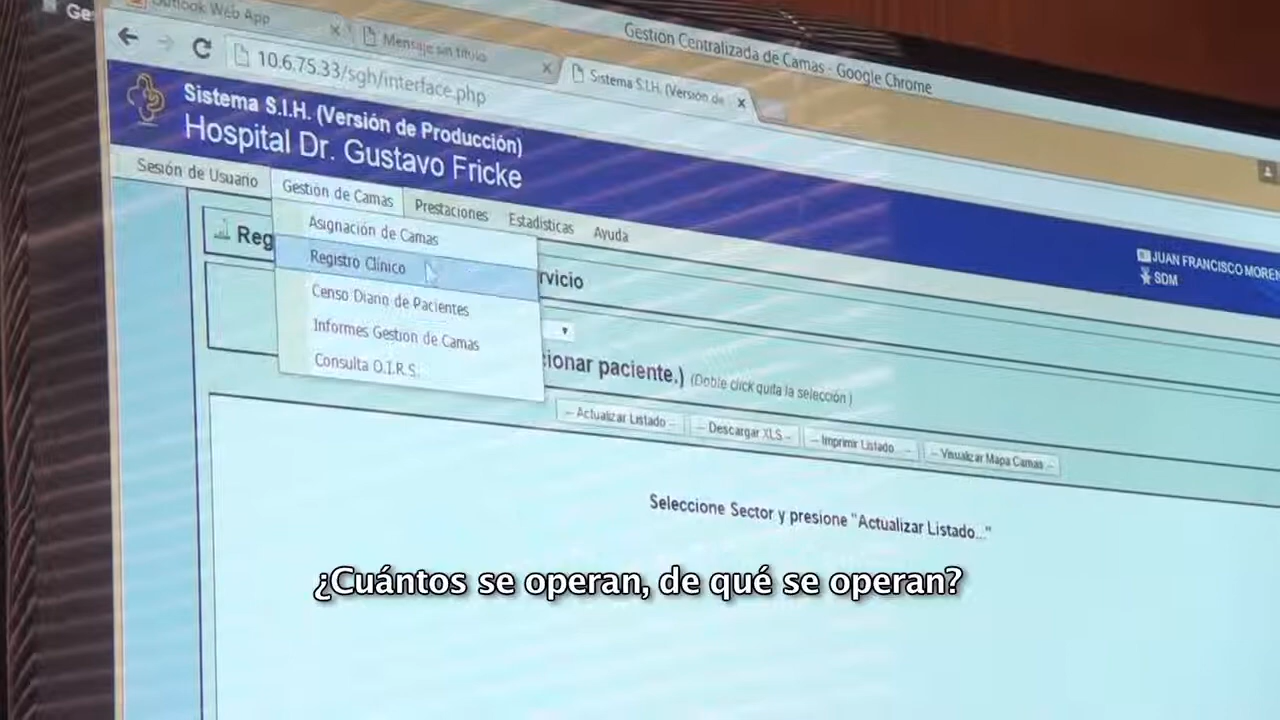 Ge
Outlook Web App
Mensaje sin título
Sistema S.I.H. (Versión de
Gestión Centralizada de Camas - Google Chrome
10.6.75.33/sgh/interface.php
Sistema S.I.H. (Versión de Producción)
Hospital Dr. Gustavo Fricke
JUAN FRANCISCO MOREN
SDM
Sesión de Usuario
Gestión de Camas
Prestaciones
Estadísticas
Ayuda
Asignación de Camas
Registro Clínico
Censo Diario de Pacientes
Informes Gestion de Camas
Consulta O.I.R.S.
Reg
rvicio
ionar paciente.) (Doble click quita la selección )
-- Actualizar Listado --
-- Descargar XLS --
-- Imprimir Listado --
-- Visualizar Mapa Camas --
Seleccione Sector y presione "Actualizar Listado..."
¿Cuántos se operan, de qué se operan?